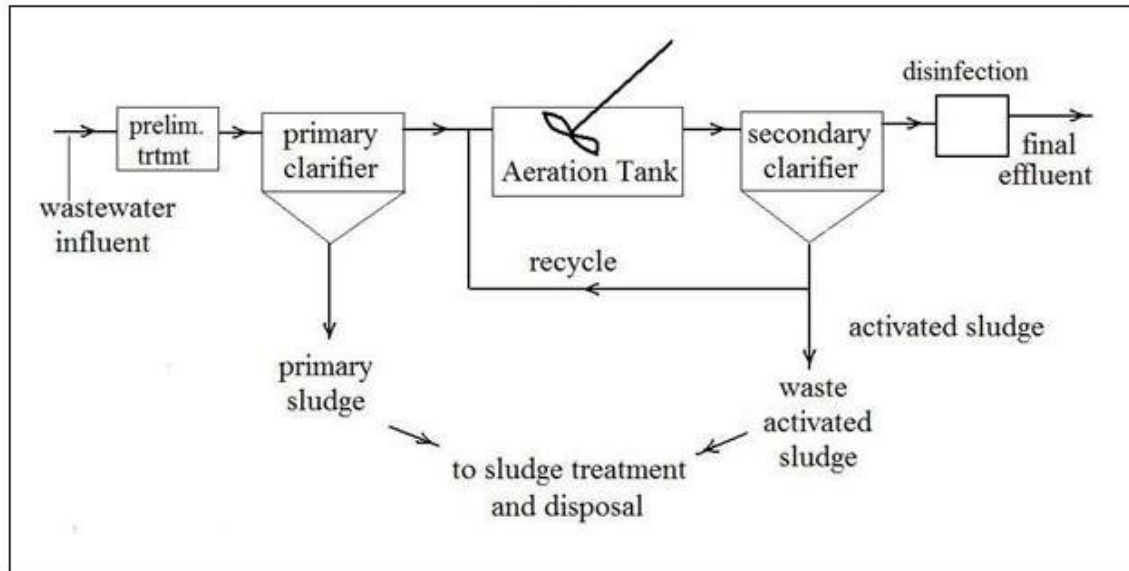 disinfection
prelim.
trtmt
primary
clarifier
Aeration Tank
secondary
clarifier
final
effluent
wastewater
influent
recycle
activated sludge
primary
sludge
waste
activated
sludge
to sludge treatment
and disposal